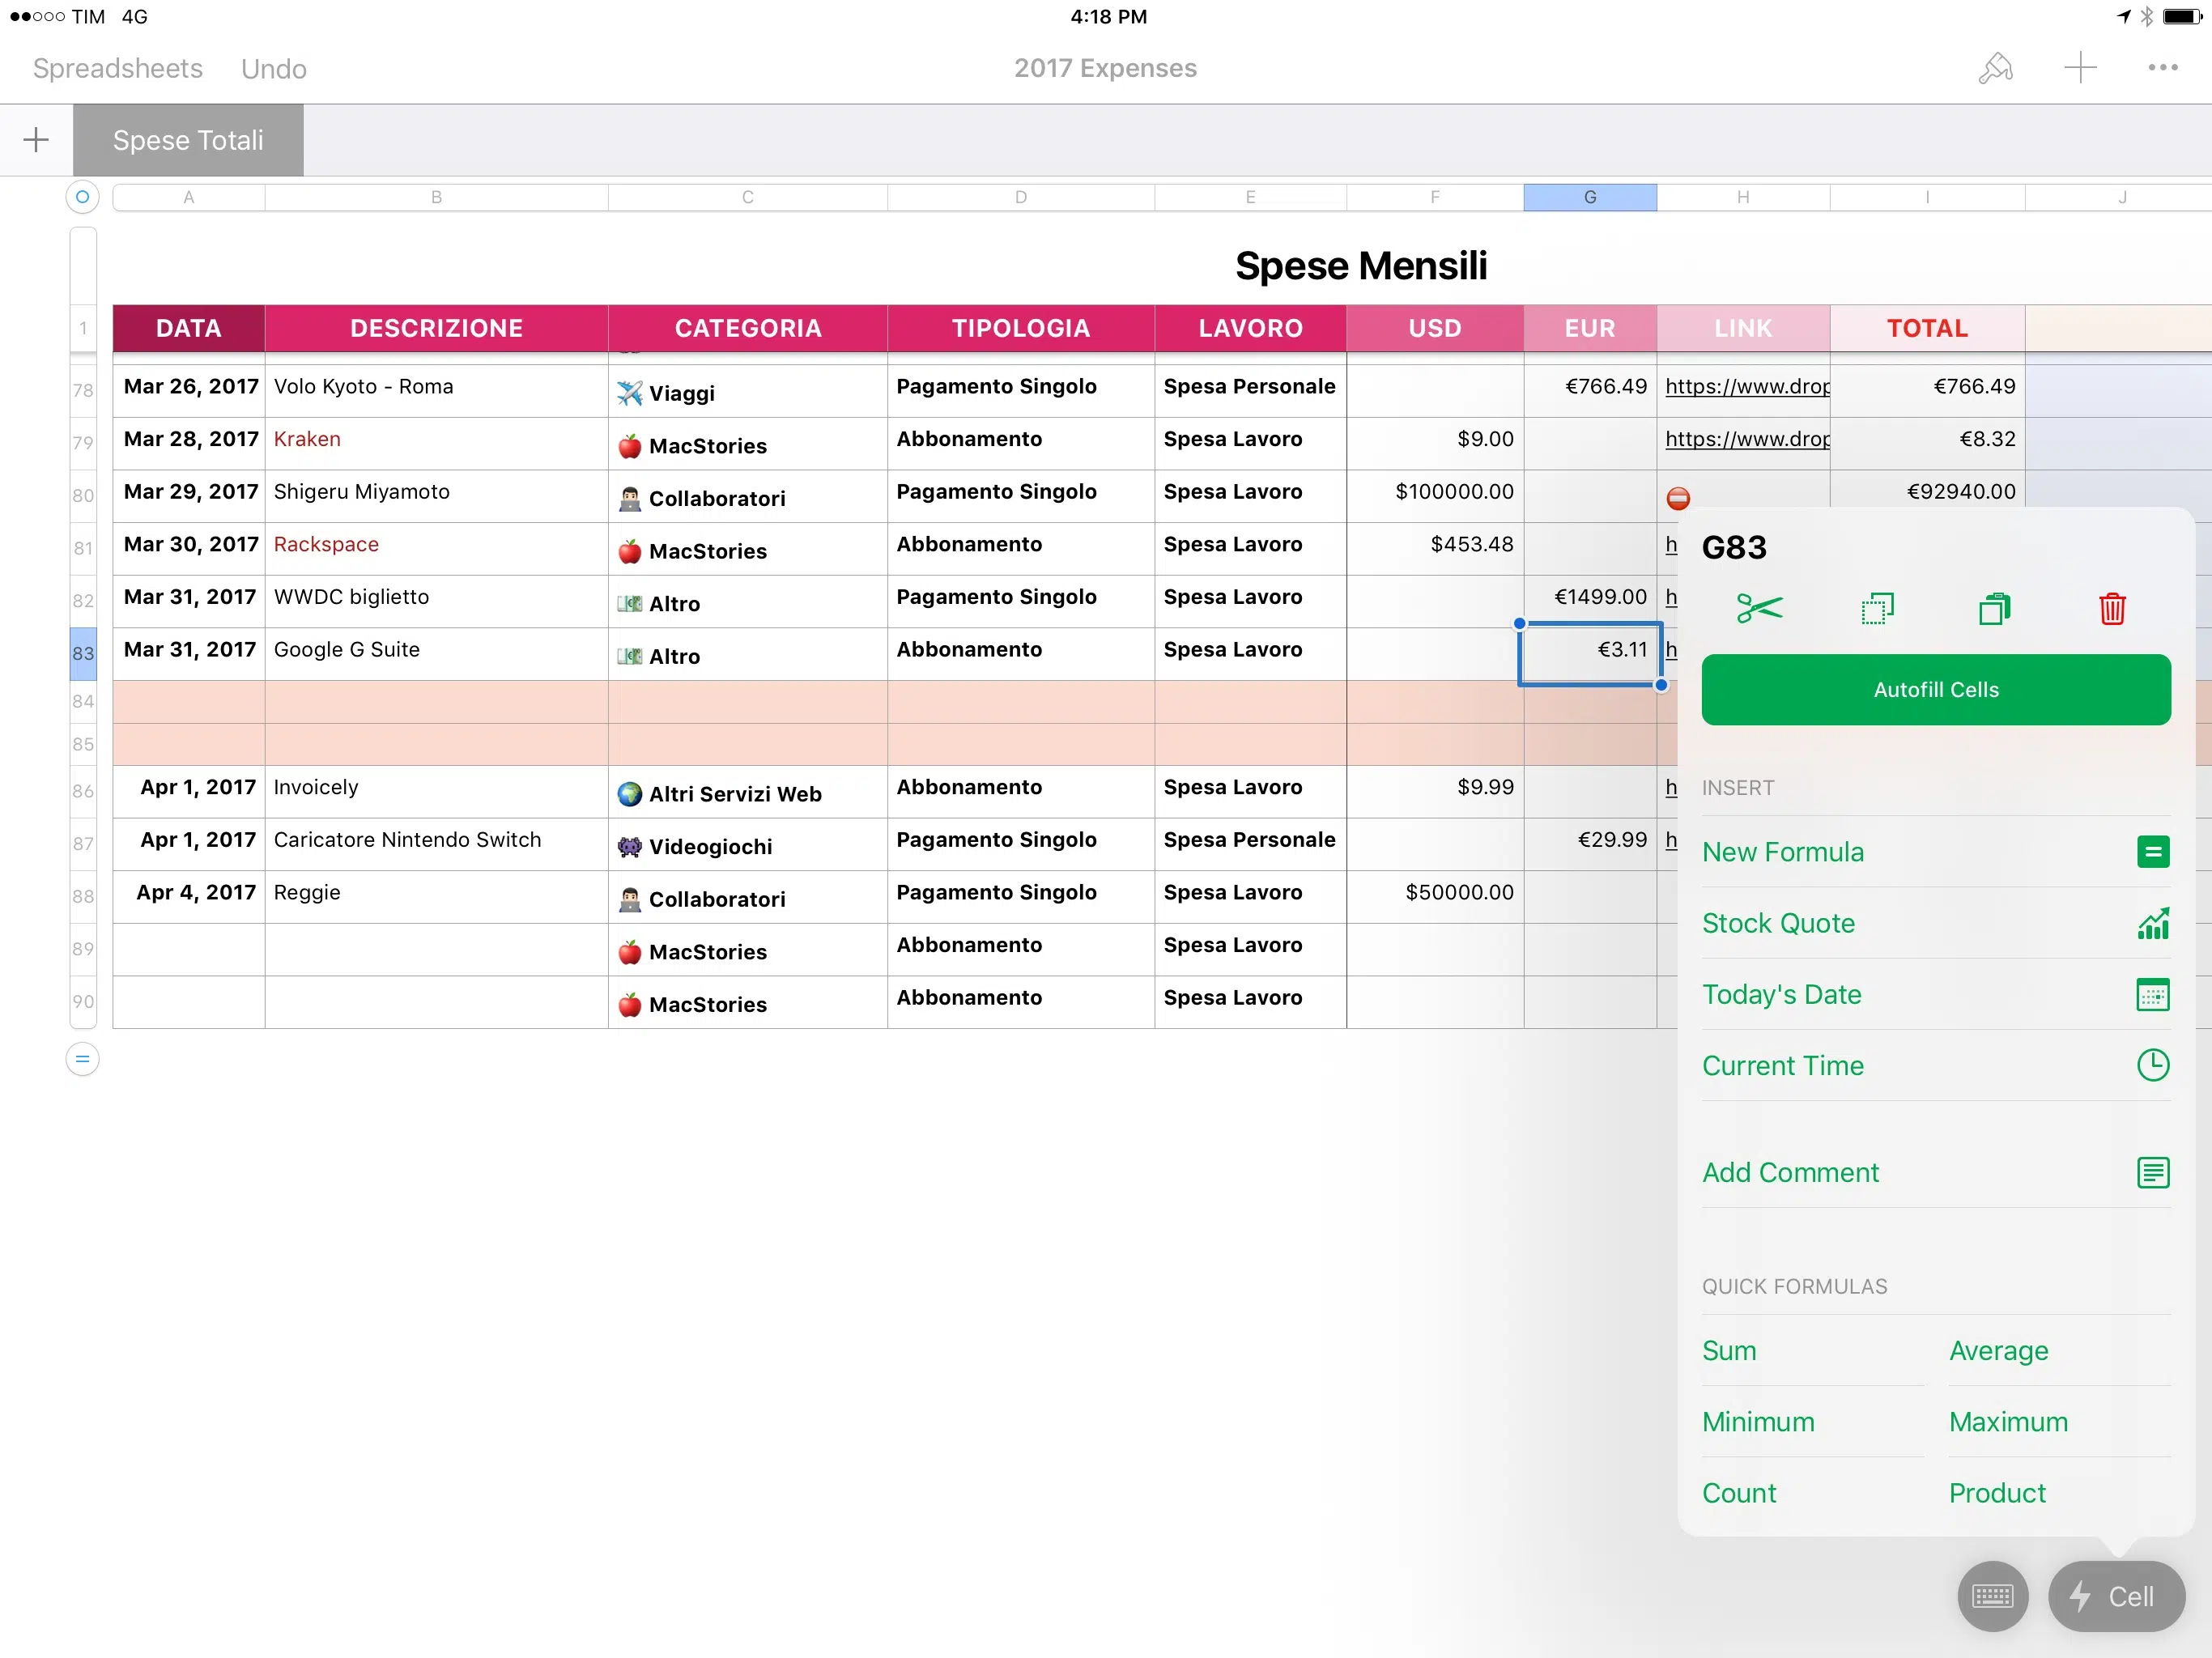 TIM 4G 4:18 PM
Spreadsheets Undo 2017 Expenses
Spese Totali
A B C D E F G H I J
Spese Mensili
1 DATA DESCRIZIONE CATEGORIA TIPOLOGIA LAVORO USD EUR LINK TOTAL
78 Mar 26, 2017 Volo Kyoto - Roma Viaggi Pagamento Singolo Spesa Personale €766.49 https://www.drop €766.49
79 Mar 28, 2017 Kraken MacStories Abbonamento Spesa Lavoro $9.00 https://www.drop €8.32
80 Mar 29, 2017 Shigeru Miyamoto Collaboratori Pagamento Singolo Spesa Lavoro $100000.00 €92940.00
81 Mar 30, 2017 Rackspace MacStories Abbonamento Spesa Lavoro $453.48 h
82 Mar 31, 2017 WWDC biglietto Altro Pagamento Singolo Spesa Lavoro €1499.00 h
83 Mar 31, 2017 Google G Suite Altro Abbonamento Spesa Lavoro €3.11 h
84
85
86 Apr 1, 2017 Invoicely Altri Servizi Web Abbonamento Spesa Lavoro $9.99 h
87 Apr 1, 2017 Caricatore Nintendo Switch Videogiochi Pagamento Singolo Spesa Personale €29.99 h
88 Apr 4, 2017 Reggie Collaboratori Pagamento Singolo Spesa Lavoro $50000.00
89 MacStories Abbonamento Spesa Lavoro
90 MacStories Abbonamento Spesa Lavoro
G83
Autofill Cells
INSERT
New Formula
Stock Quote
Today's Date
Current Time
Add Comment
QUICK FORMULAS
Sum Average
Minimum Maximum
Count Product
Cell